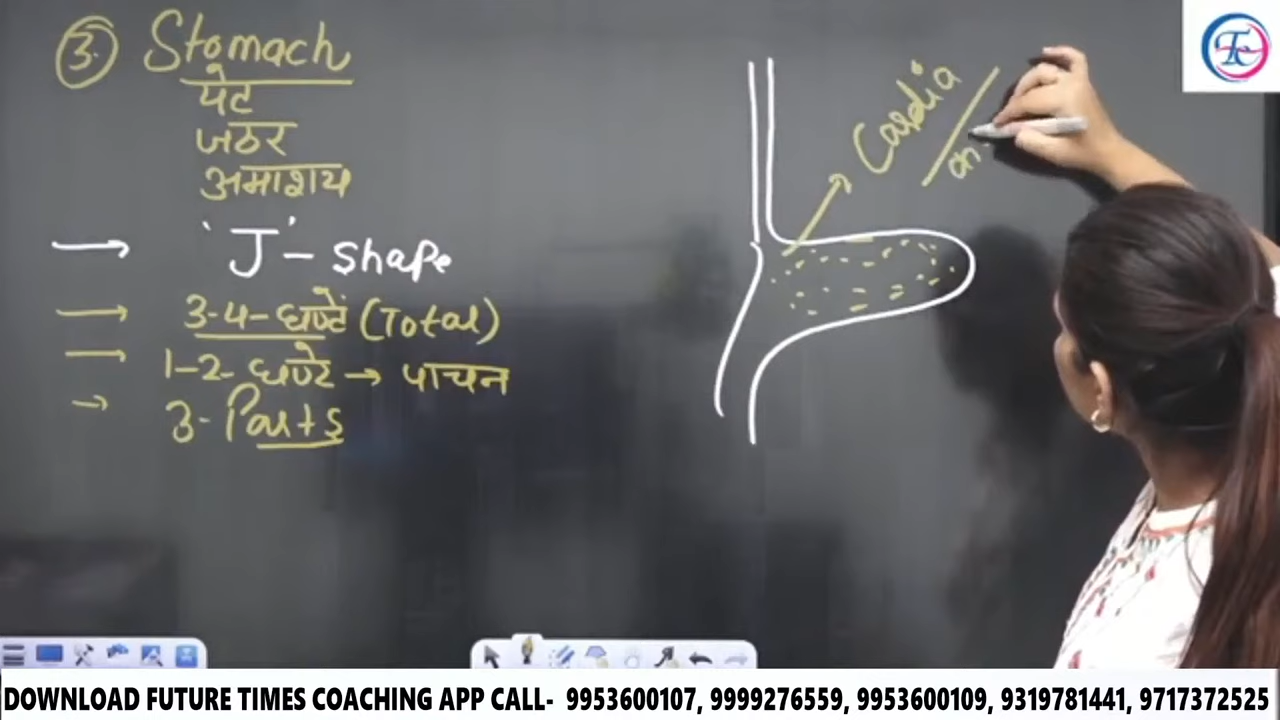 3. Stomach
पेट
जठर
अमाशय
'J' - Shape
3-4-घण्टें (Total)
1-2-घण्टे → पाचन
3- Parts
Cardia
DOWNLOAD FUTURE TIMES COACHING APP CALL- 9953600107, 9999276559, 9953600109, 9319781441, 9717372525